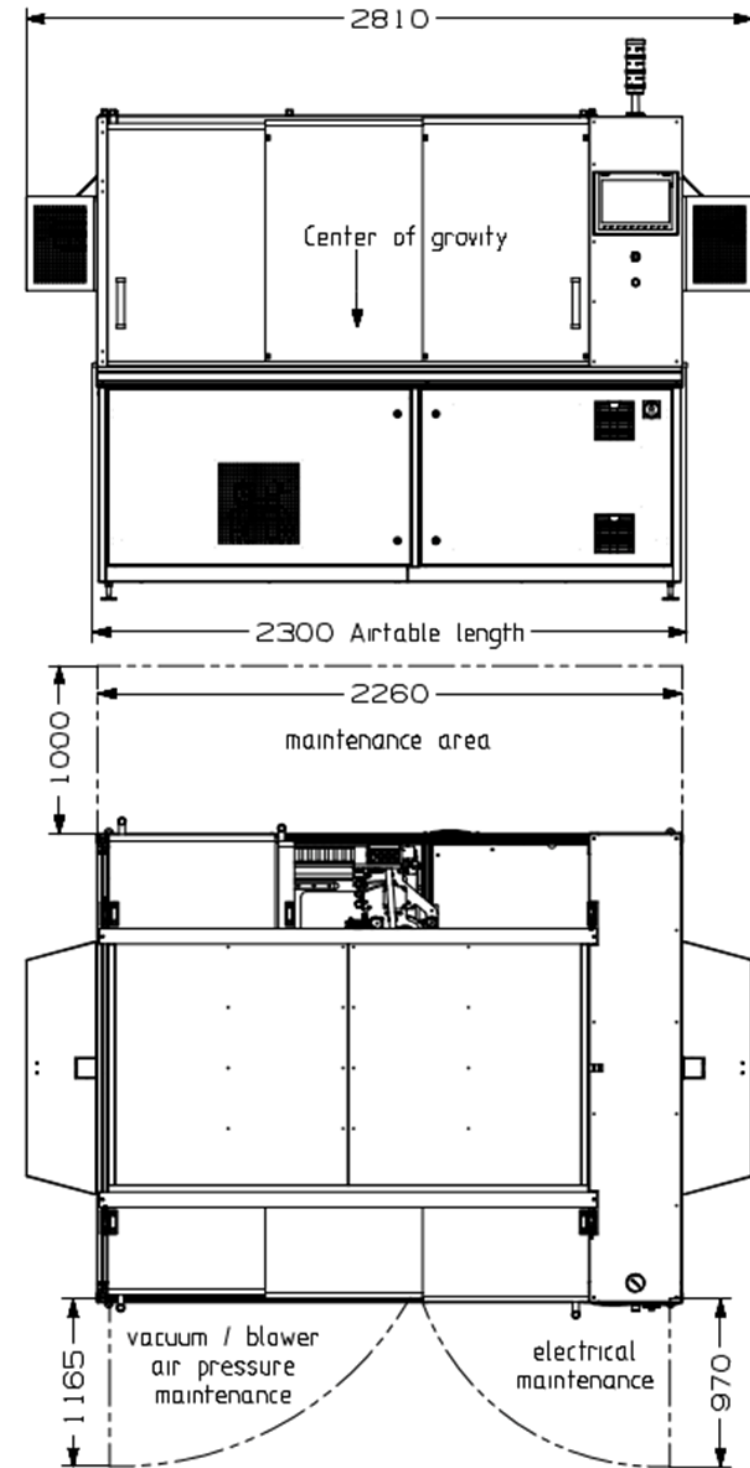 2810
Center of gravity
2300 Airtable length
2260
1000
maintenance area
vacuum / blower
air pressure
maintenance
electrical
maintenance
1165
970